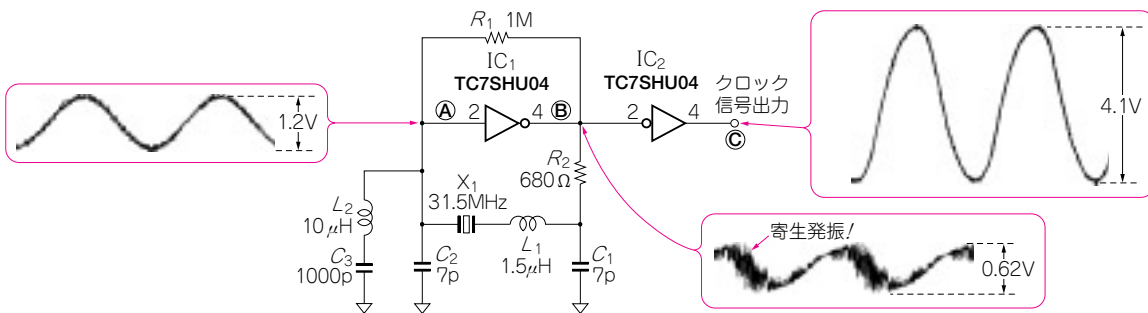 R1 1M
IC1
TC7SHU04
IC2
TC7SHU04
クロック
信号出力
1.2V
A
2
4
B
2
4
C
4.1V
R2
680Ω
X1
31.5MHz
L2
10μH
L1
1.5μH
C3
1000p
C2
7p
C1
7p
寄生発振!
0.62V